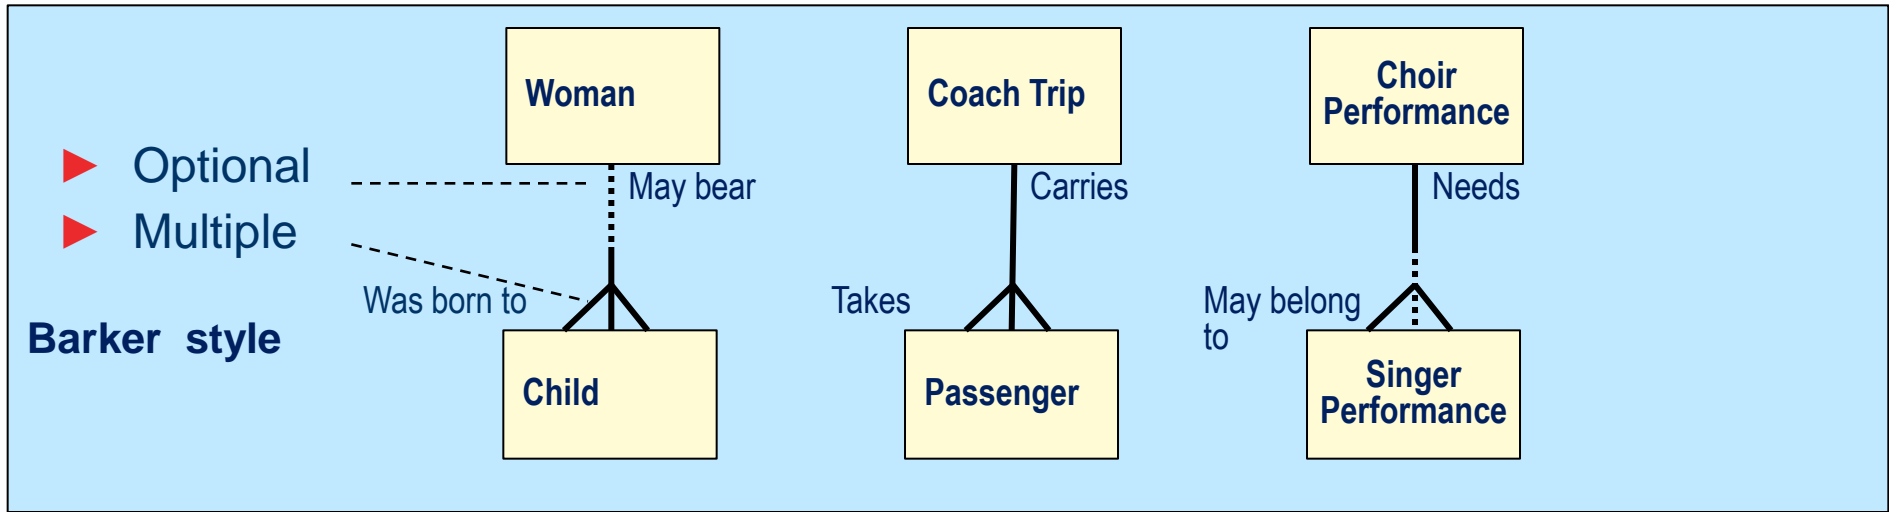 ► Optional
► Multiple
Barker style
Woman
May bear
Was born to
Child
Coach Trip
Carries
Takes
Passenger
Choir
Performance
Needs
May belong
to
Singer
Performance